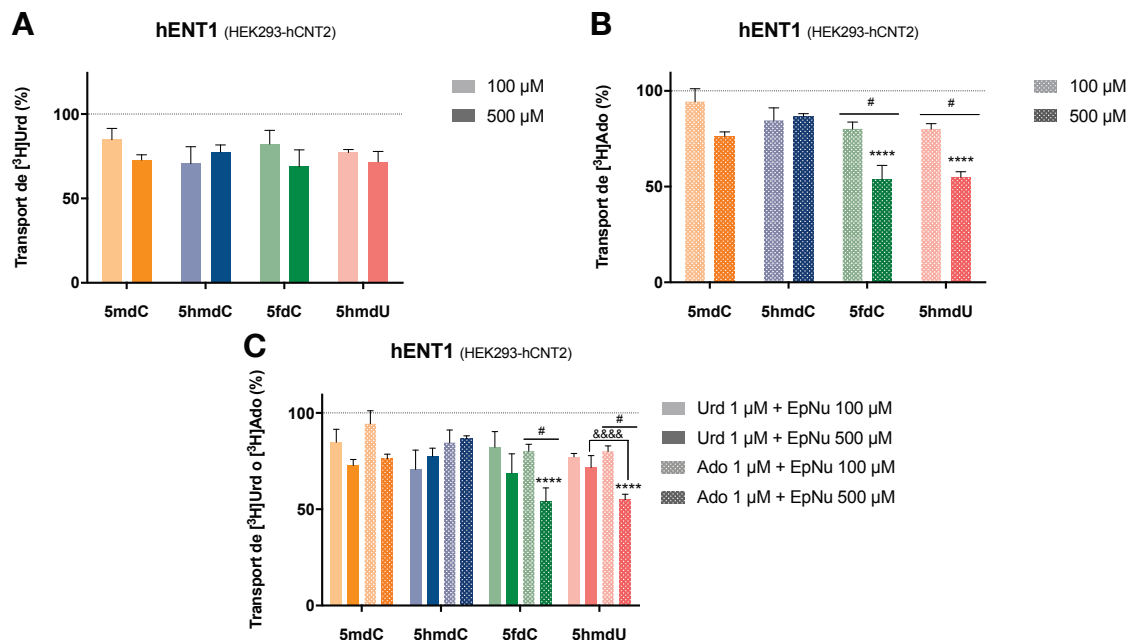 A
hENT1 (HEK293-hCNT2)
Transport de [³H]Urd (%)
100
50
0
5mdC 5hmdC 5fdC 5hmdU
100 µM
500 µM
B
hENT1 (HEK293-hCNT2)
Transport de [³H]Ado (%)
100
50
0
# #
**** ****
5mdC 5hmdC 5fdC 5hmdU
100 µM
500 µM
C
hENT1 (HEK293-hCNT2)
Transport de [³H]Urd o [³H]Ado (%)
100
50
0
# #
&&&&
**** ****
5mdC 5hmdC 5fdC 5hmdU
Urd 1 µM + EpNu 100 µM
Urd 1 µM + EpNu 500 µM
Ado 1 µM + EpNu 100 µM
Ado 1 µM + EpNu 500 µM